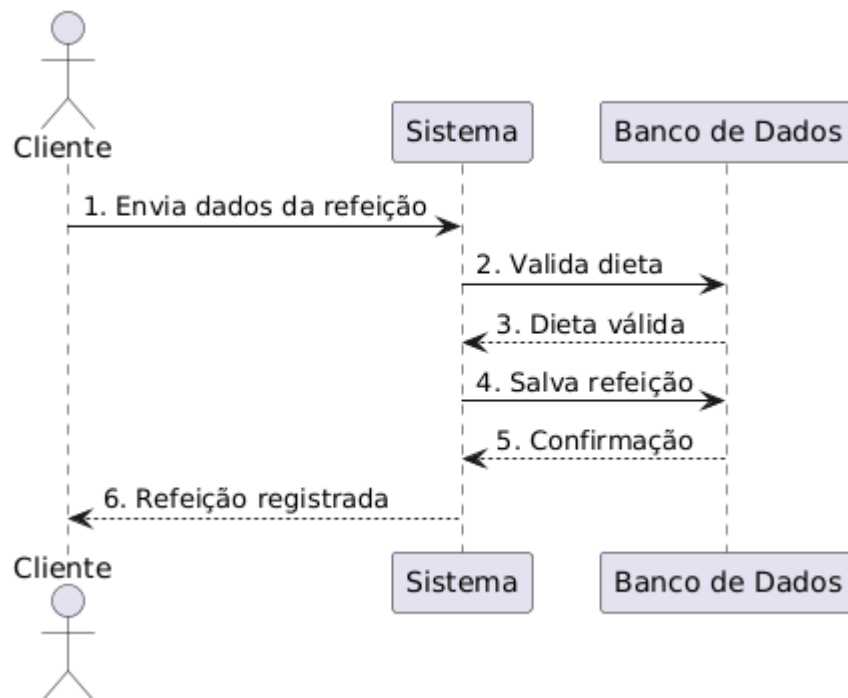 Cliente
Sistema
Banco de Dados
1. Envia dados da refeição
2. Valida dieta
3. Dieta válida
4. Salva refeição
5. Confirmação
6. Refeição registrada
Cliente
Sistema
Banco de Dados